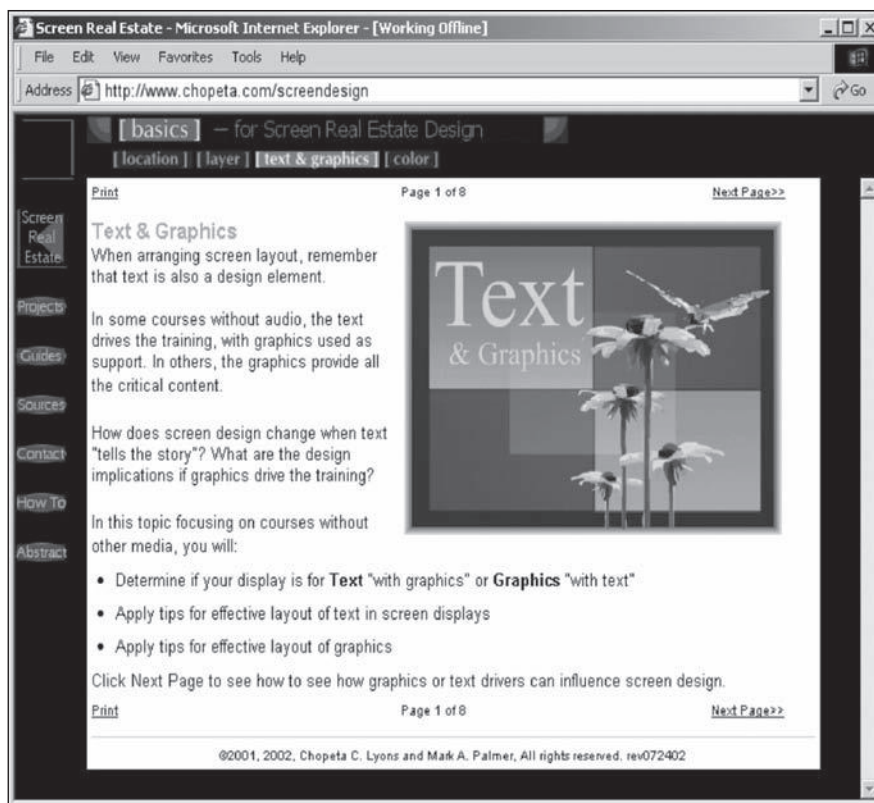 Screen Real Estate - Microsoft Internet Explorer - [Working Offline]
File Edit View Favorites Tools Help
Address http://www.chopeta.com/screendesign Go
[ basics ] – for Screen Real Estate Design
[ location ] [ layer ] [ text & graphics ] [ color ]
Print Page 1 of 8 Next Page>>
Screen
Real
Estate
Projects
Guides
Sources
Contact
How To
Abstract
Text & Graphics
When arranging screen layout, remember
that text is also a design element.
In some courses without audio, the text
drives the training, with graphics used as
support. In others, the graphics provide all
the critical content.
How does screen design change when text
"tells the story"? What are the design
implications if graphics drive the training?
In this topic focusing on courses without
other media, you will:
Text
& Graphics
• Determine if your display is for Text "with graphics" or Graphics "with text"
• Apply tips for effective layout of text in screen displays
• Apply tips for effective layout of graphics
Click Next Page to see how to see how graphics or text drivers can influence screen design.
Print Page 1 of 8 Next Page>>
©2001, 2002, Chopeta C. Lyons and Mark A. Palmer, All rights reserved. rev072402